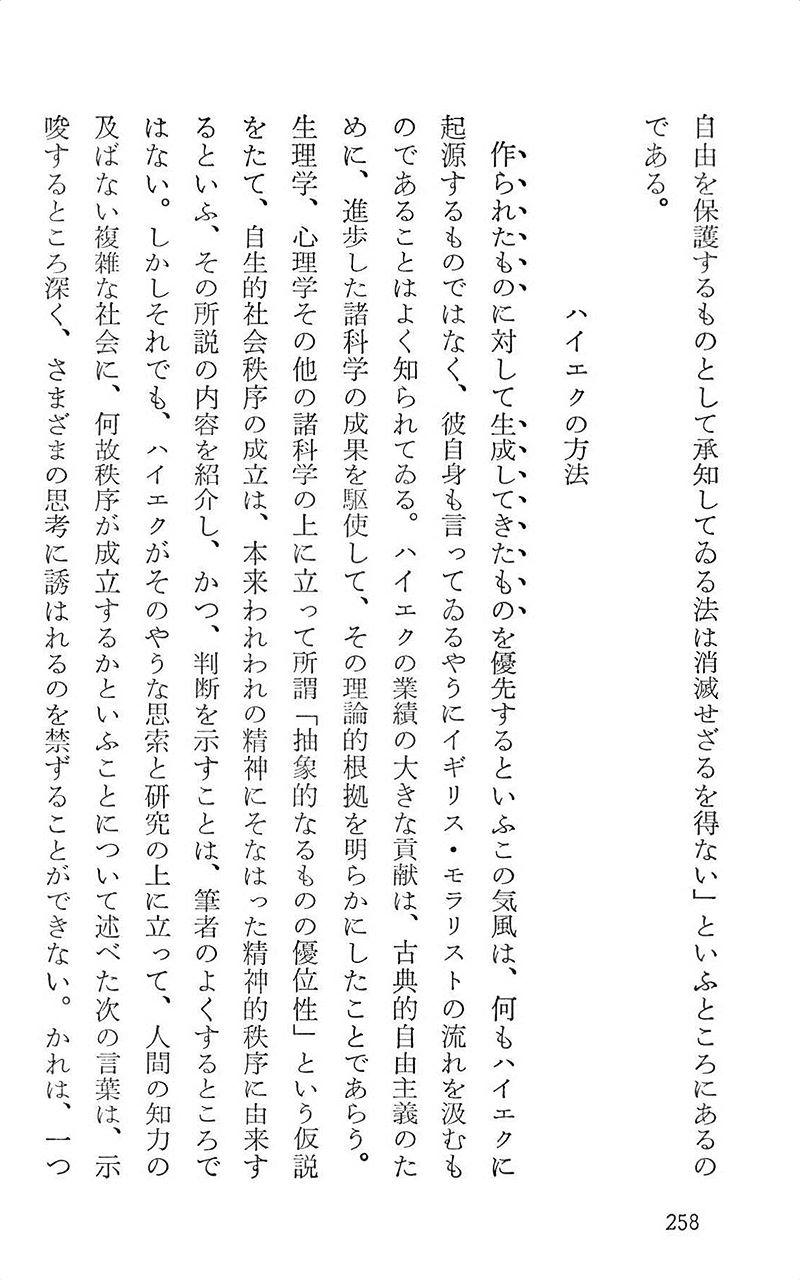 自由を保護するものとして承知してゐる法は消滅せざるを得ない」といふところにあるの
である。
ハイエクの方法
作られたものに対して生成してきたものを優先するといふこの気風は、何もハイエクに
起源するものではなく、彼自身も言ってゐるやうにイギリス・モラリストの流れを汲むも
のであることはよく知られてゐる。ハイエクの業績の大きな貢献は、古典的自由主義のた
めに、進歩した諸科学の成果を駆使して、その理論的根拠を明らかにしたことであらう。
生理学、心理学その他の諸科学の上に立って所謂「抽象的なるものの優位性」という仮説
をたて、自生的社会秩序の成立は、本来われわれの精神にそなはった精神的秩序に由来す
るといふ、その所説の内容を紹介し、かつ、判断を示すことは、筆者のよくするところで
はない。しかしそれでも、ハイエクがそのやうな思索と研究の上に立って、人間の知力の
及ばない複雑な社会に、何故秩序が成立するかといふことについて述べた次の言葉は、示
唆するところ深く、さまざまの思考に誘はれるのを禁ずることができない。かれは、一つ
258